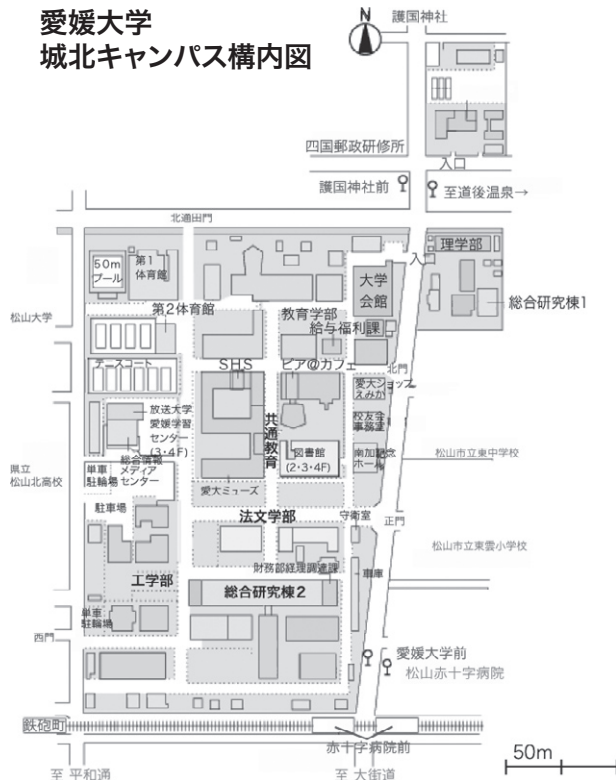 愛媛大学
城北キャンパス構内図
N
護国神社
四国郵政研修所
入口
護国神社前
至道後温泉→
北通田門
50m
プール
第1
体育館
理学部
入
大学
会館
総合研究棟1
松山大学
第2体育館
教育学部
給与福利課
テースコート
SHS
ピア@カフェ
北門
愛大ショップ
えみか
放送大学
愛媛学習
センター
(3・4F)
共通教育
校友会
事務室
県立
松山北高校
単車
駐輪場
総合情報
メディア
センター
図書館
(2・3・4F)
南加記念
ホール
松山市立東中学校
愛大ミューズ
駐車場
法文学部
守衛室
正門
松山市立東雲小学校
財務部経理調達課
車庫
工学部
総合研究棟2
単車
駐輪場
西門
愛媛大学前
松山赤十字病院
鉄砲町
赤十字病院前
50m
至 平和通
至 大街道